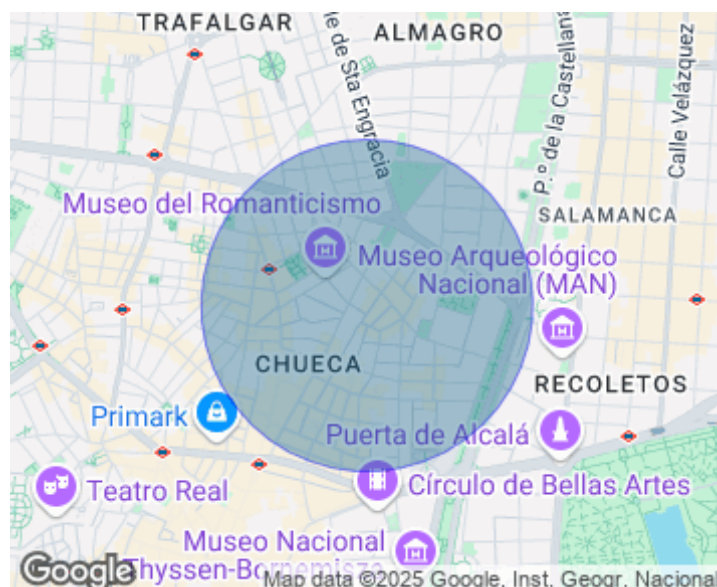 TRAFALGAR
ALMAGRO
le de Sta Engracia
P.º de la Castellana
Calle Velázquez
Museo del Romanticismo
SALAMANCA
Museo Arqueológico
Nacional (MAN)
CHUECA
RECOLETOS
Primark
Puerta de Alcalá
Teatro Real
Círculo de Bellas Artes
Museo Nacional
Thyssen-Bornemisza
Google
Map data ©2025 Google, Inst. Geogr. Nacional